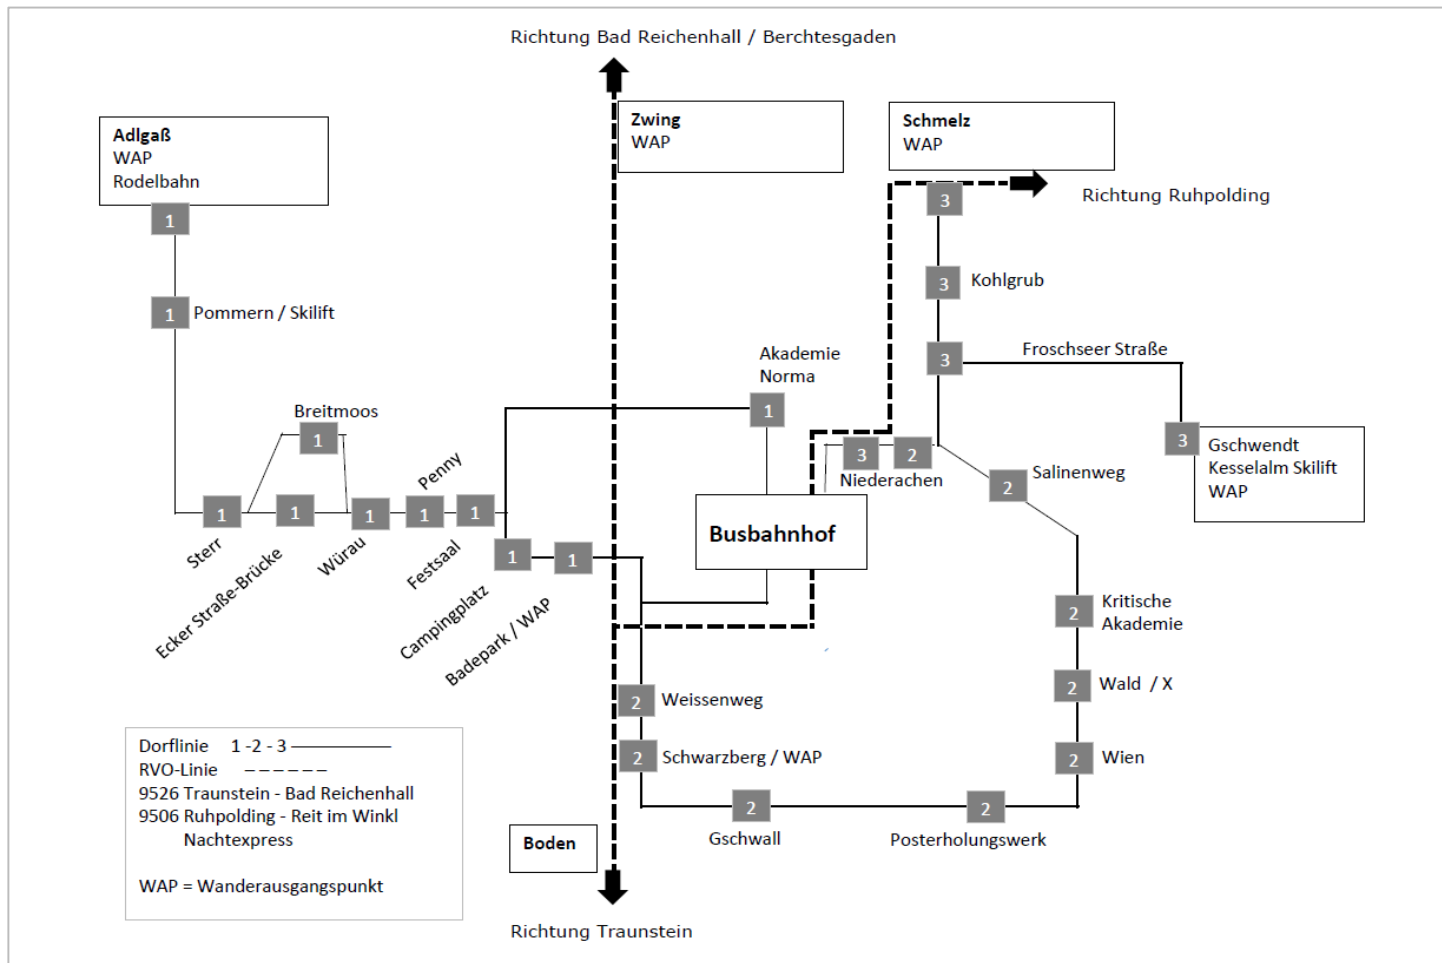 Richtung Bad Reichenhall / Berchtesgaden
Adlgaß
WAP
Rodelbahn
Zwing
WAP
Schmelz
WAP
Richtung Ruhpolding
1
3
1
Pommern / Skilift
3
Kohlgrub
3
Froschseer Straße
Akademie
Norma
1
Breitmoos
1
3
Gschwendt
Kesselalm Skilift
WAP
3
2
Niederachen
2
Salinenweg
Penny
1
1
1
1
1
Sterr
Ecker Straße-Brücke
Würau
Festsaal
Busbahnhof
1
1
Campingplatz
Badepark / WAP
2
Kritische
Akademie
2
Wald / X
2
Wien
2
Weissenweg
2
Schwarzberg / WAP
2
Gschwall
2
Posterholungswerk
Dorflinie 1 -2 - 3 ——————
RVO-Linie – – – – – –
9526 Traunstein - Bad Reichenhall
9506 Ruhpolding - Reit im Winkl
Nachtexpress
WAP = Wanderausgangspunkt
Boden
Richtung Traunstein